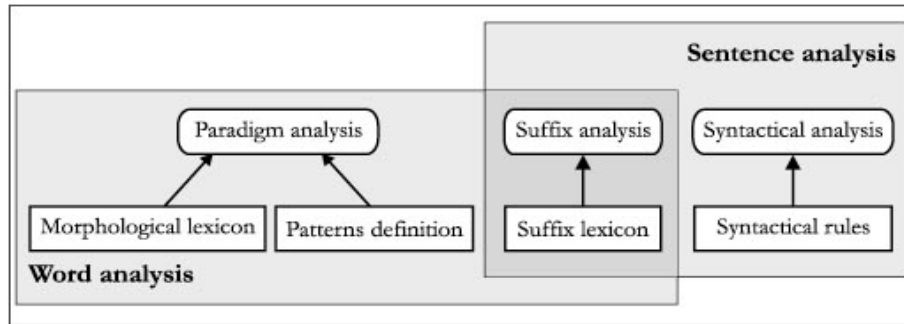 Sentence analysis
Paradigm analysis
Suffix analysis
Syntactical analysis
Morphological lexicon
Patterns definition
Suffix lexicon
Syntactical rules
Word analysis